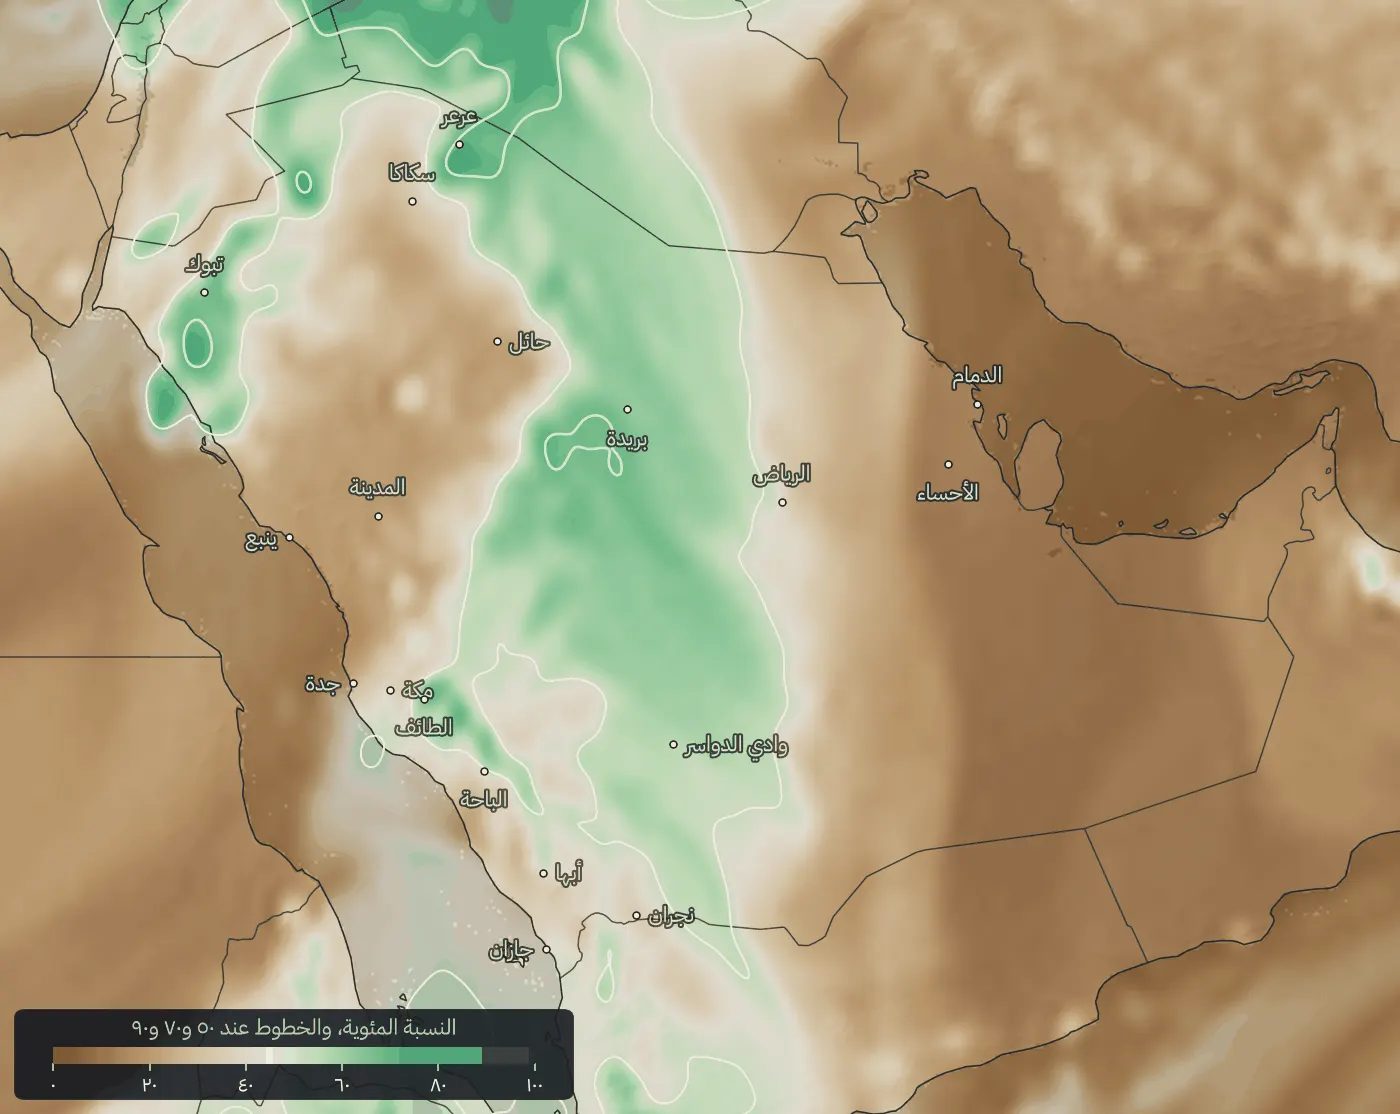 عرعر
سكاكا
تبوك
حائل
الدمام
بريدة
الرياض
المدينة
الأحساء
ينبع
جدة
مكة
الطائف
وادي الدواسر
الباحة
أبها
نجران
جازان
النسبة المئوية، والخطوط عند ٥٠ و٧٠ و٩٠
٠ ٢٠ ٤٠ ٦٠ ٨٠ ١٠٠